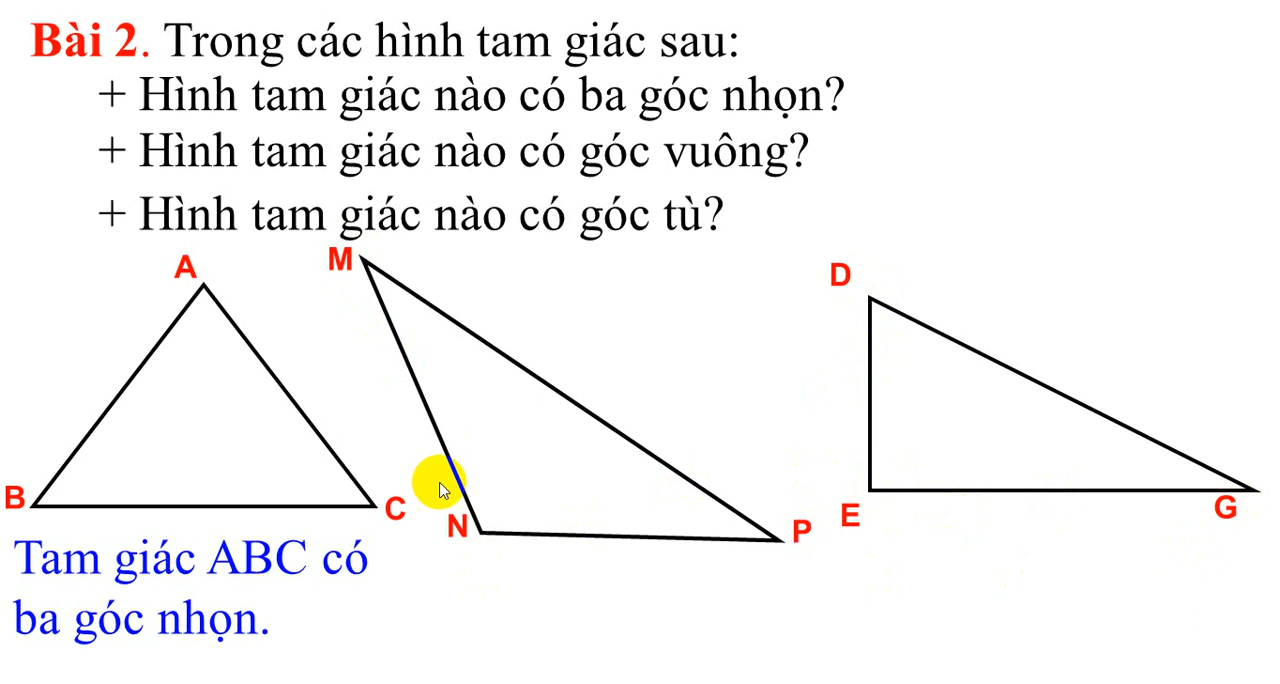 Bài 2. Trong các hình tam giác sau:
+ Hình tam giác nào có ba góc nhọn?
+ Hình tam giác nào có góc vuông?
+ Hình tam giác nào có góc tù?
A
B
C
M
N
P
D
E
G
Tam giác ABC có
ba góc nhọn.